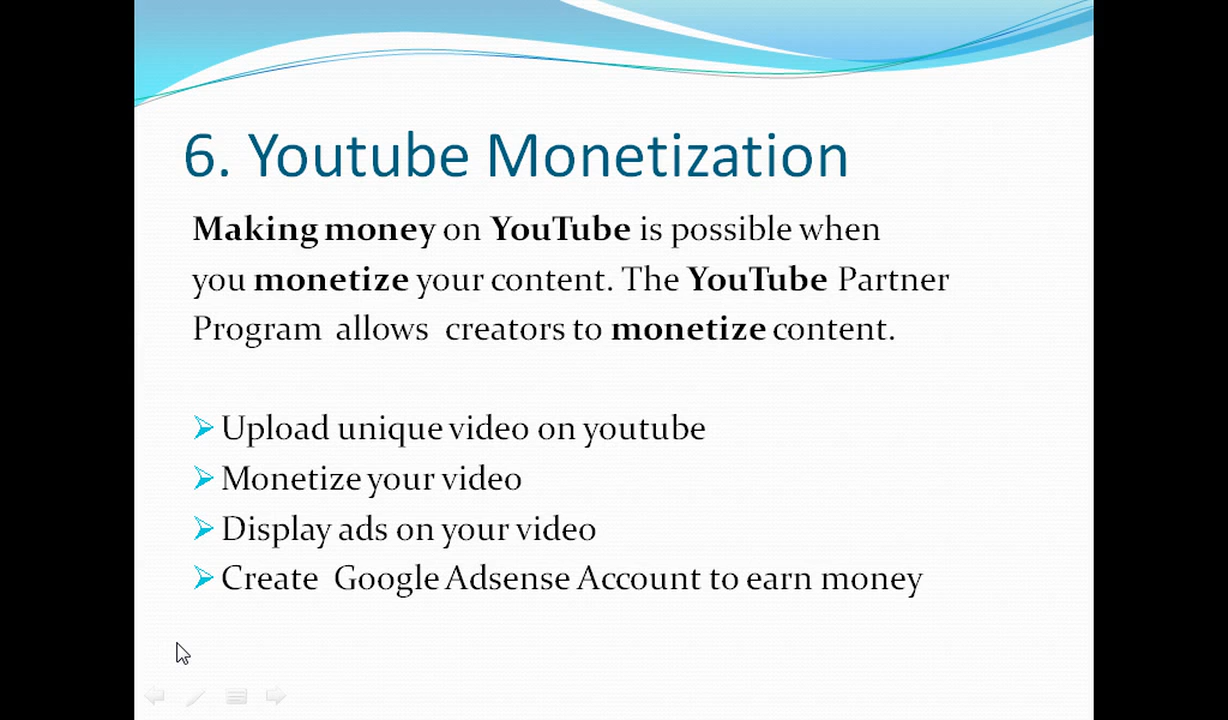 6. Youtube Monetization
Making money on YouTube is possible when
you monetize your content. The YouTube Partner
Program allows creators to monetize content.
Upload unique video on youtube
Monetize your video
Display ads on your video
Create Google Adsense Account to earn money